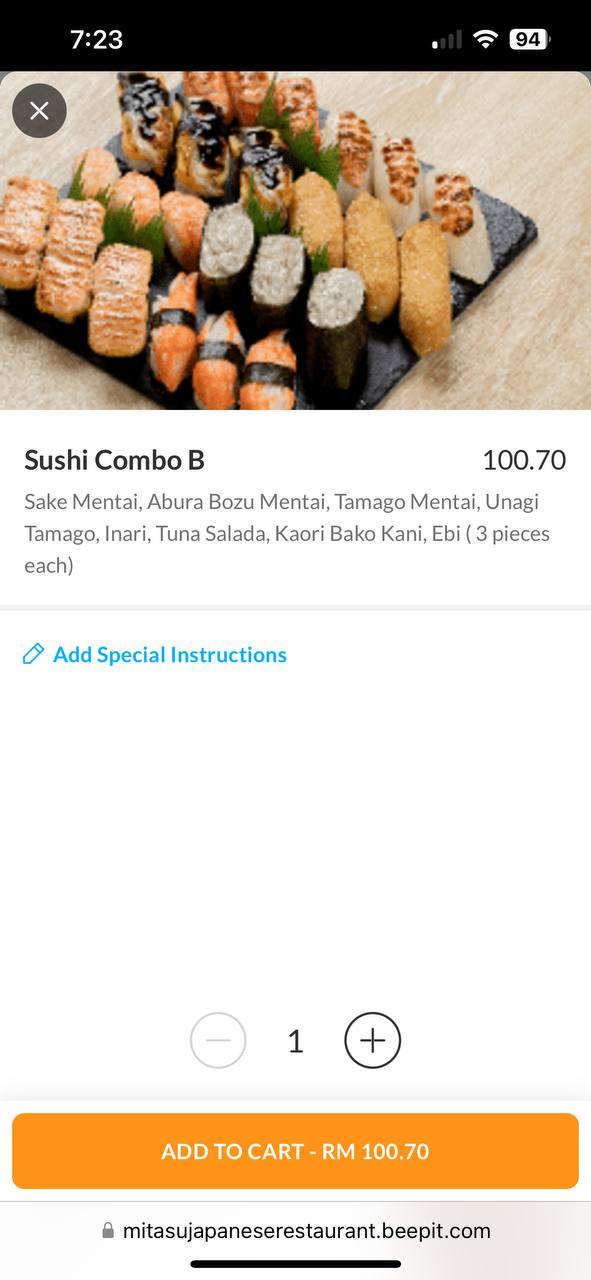 7:23
94
Sushi Combo B
100.70
Sake Mentai, Abura Bozu Mentai, Tamago Mentai, Unagi
Tamago, Inari, Tuna Salada, Kaori Bako Kani, Ebi ( 3 pieces
each)
Add Special Instructions
1
ADD TO CART - RM 100.70
mitasujapaneserestaurant.beepit.com